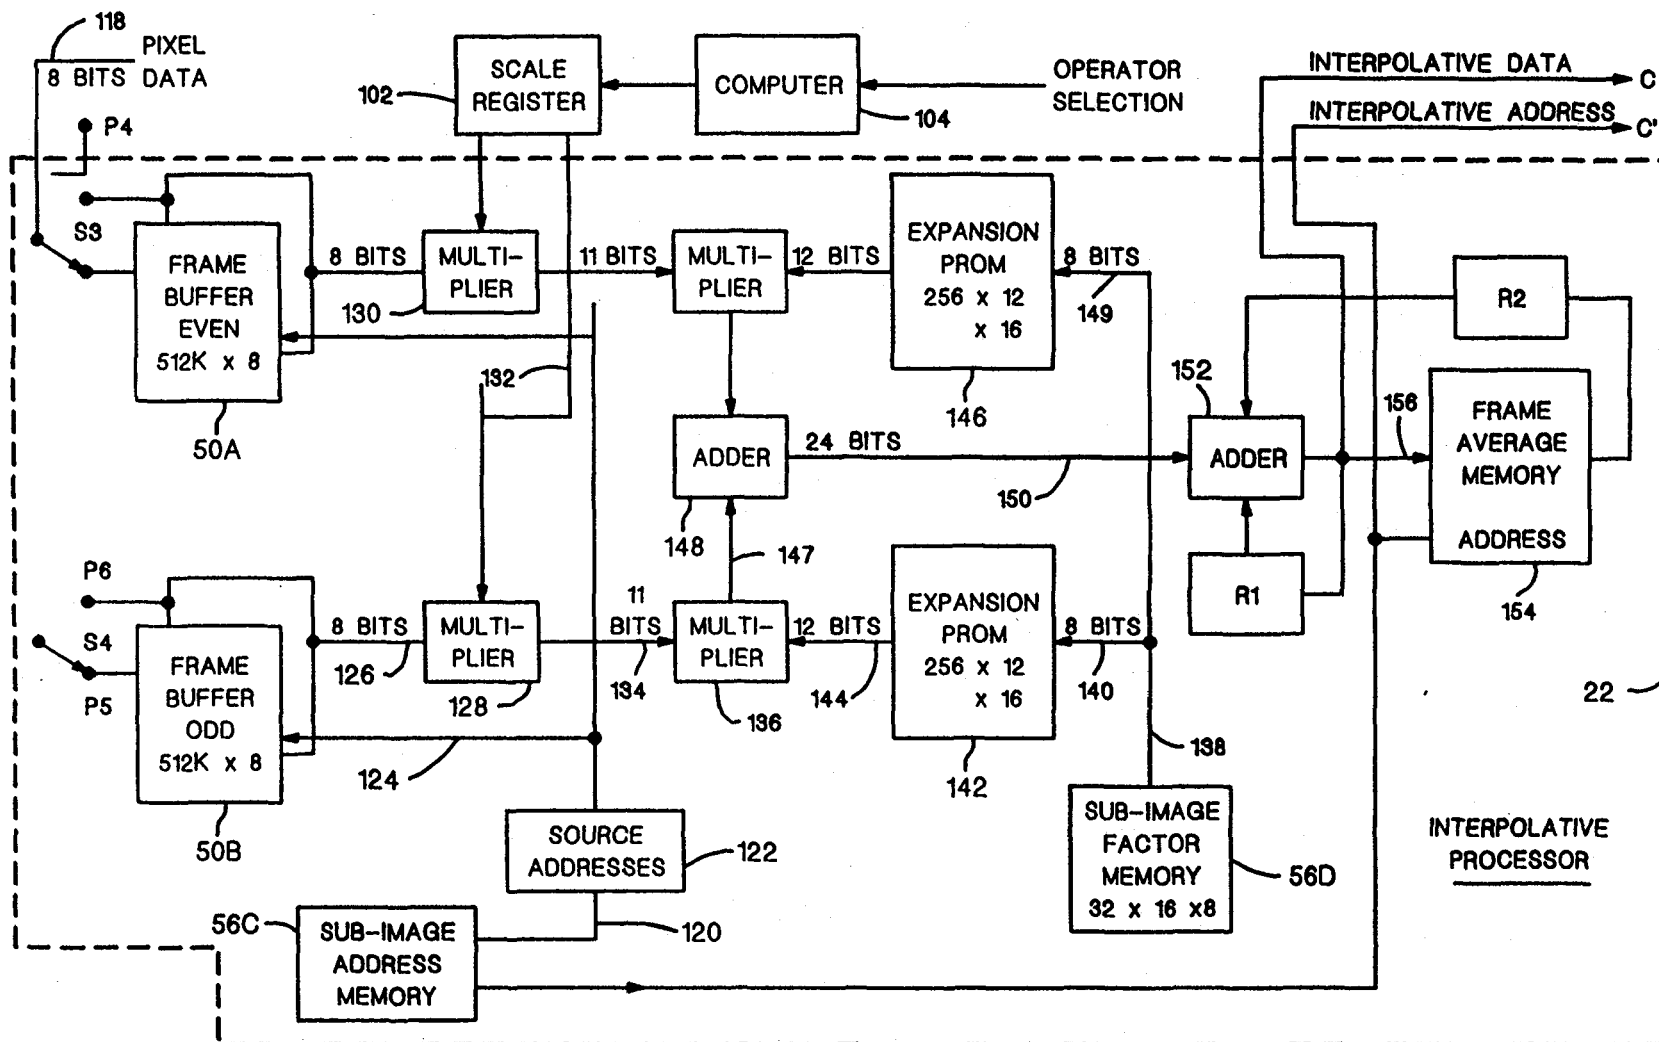 118
PIXEL
8 BITS DATA
P4
S3
102
SCALE
REGISTER
COMPUTER
104
OPERATOR
SELECTION
INTERPOLATIVE DATA
C
INTERPOLATIVE ADDRESS
C'
FRAME
BUFFER
EVEN
512K x 8
50A
8 BITS
MULTI-
PLIER
130
11 BITS
MULTI-
PLIER
12 BITS
EXPANSION
PROM
256 x 12
x 16
146
8 BITS
149
R2
132
ADDER
148
24 BITS
150
152
ADDER
156
FRAME
AVERAGE
MEMORY
ADDRESS
154
R1
147
P6
S4
P5
FRAME
BUFFER
ODD
512K x 8
50B
8 BITS
126
MULTI-
PLIER
128
11
BITS
134
MULTI-
PLIER
136
12 BITS
144
EXPANSION
PROM
256 x 12
x 16
142
8 BITS
140
138
22
124
SOURCE
ADDRESSES
122
120
56C
SUB-IMAGE
ADDRESS
MEMORY
SUB-IMAGE
FACTOR
MEMORY
32 x 16 x8
56D
INTERPOLATIVE
PROCESSOR